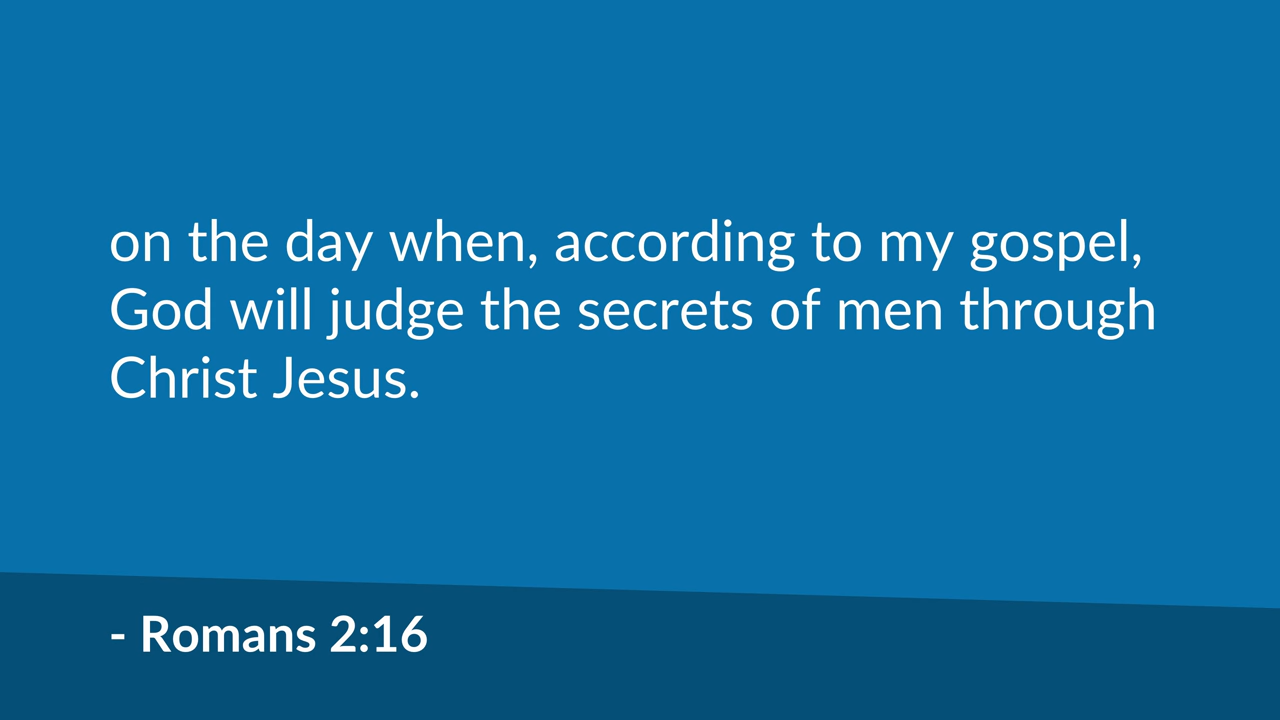 on the day when, according to my gospel,
God will judge the secrets of men through
Christ Jesus.
- Romans 2:16